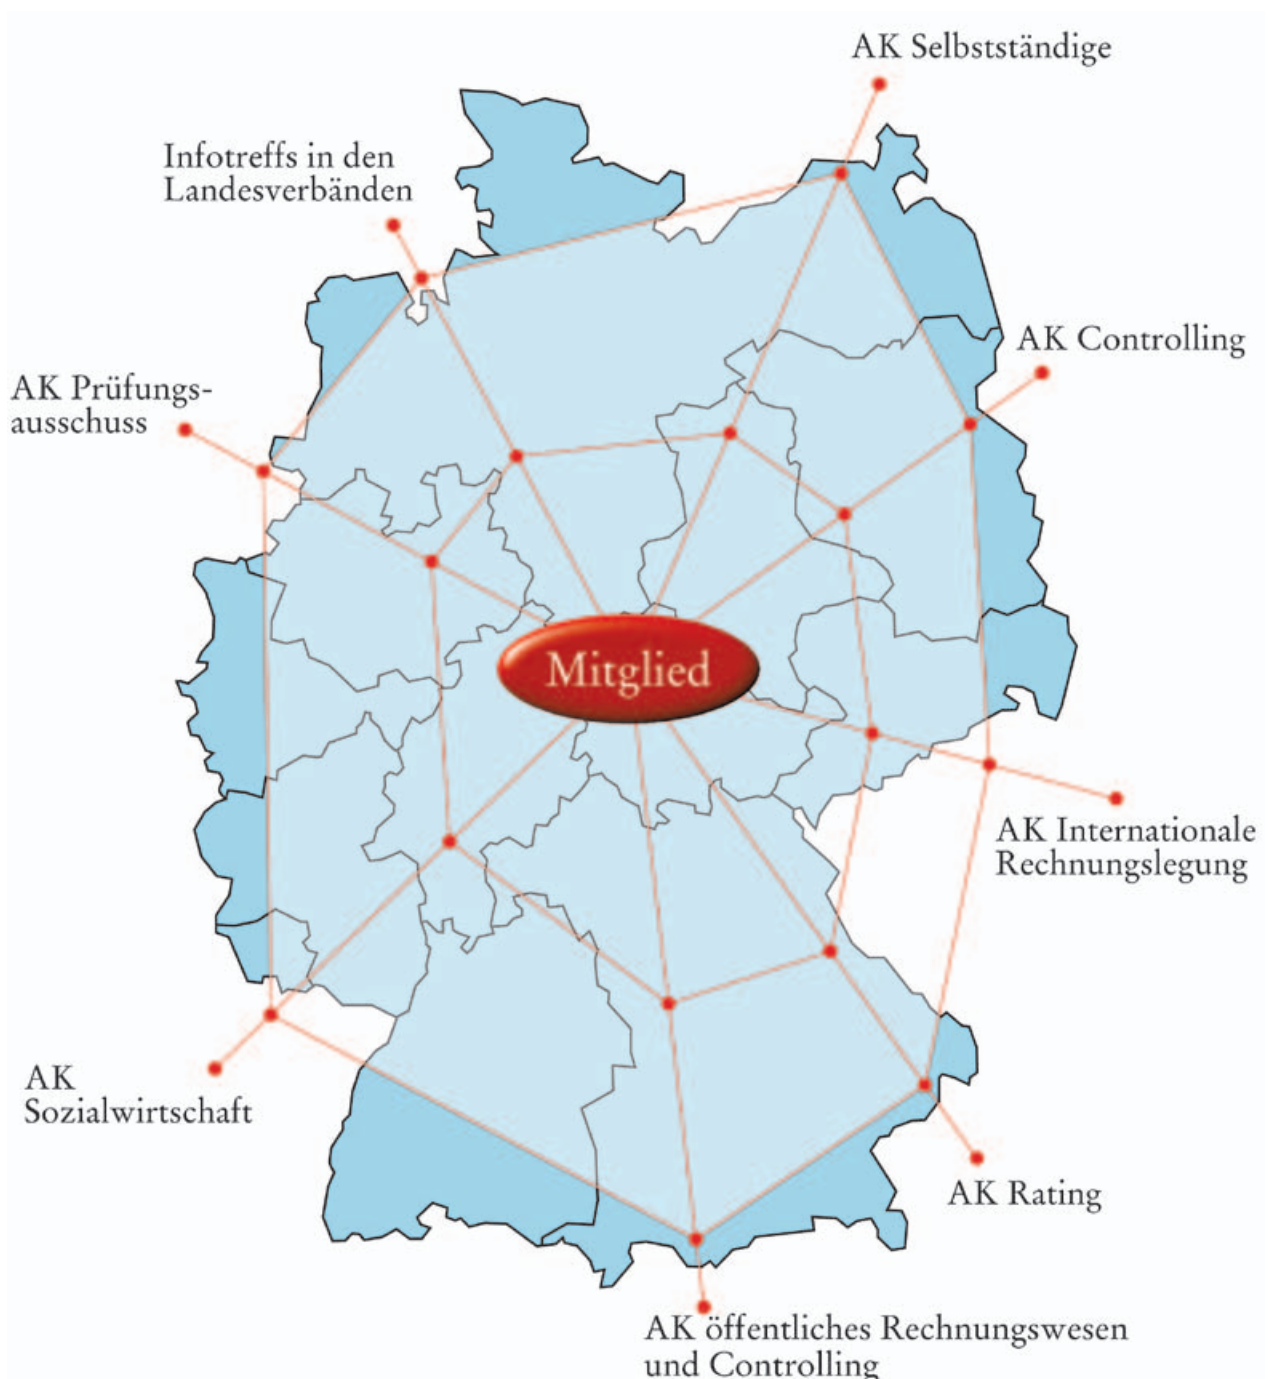 AK Selbstständige
Infotreffs in den
Landesverbänden
AK Controlling
AK Prüfungs-
ausschuss
Mitglied
AK Internationale
Rechnungslegung
AK
Sozialwirtschaft
AK Rating
AK öffentliches Rechnungswesen
und Controlling